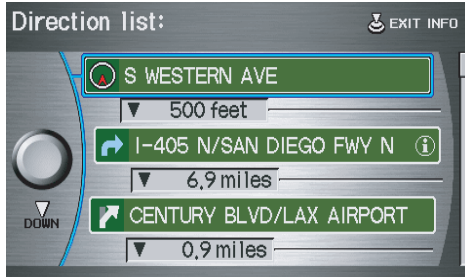 Direction list:
EXIT INFO
S WESTERN AVE
500 feet
I-405 N/SAN DIEGO FWY N
6.9 miles
CENTURY BLVD/LAX AIRPORT
0.9 miles
DOWN